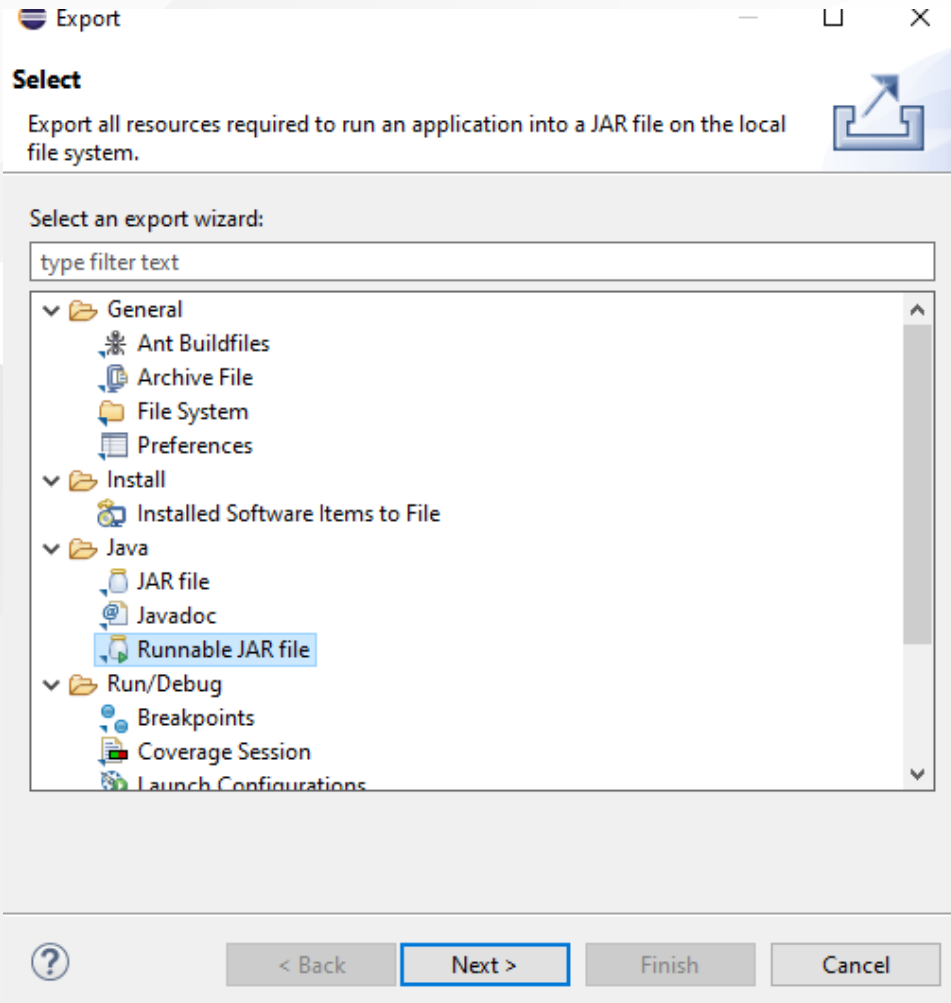 Export
Select
Export all resources required to run an application into a JAR file on the local
file system.
Select an export wizard:
type filter text
General
Ant Buildfiles
Archive File
File System
Preferences
Install
Installed Software Items to File
Java
JAR file
Javadoc
Runnable JAR file
Run/Debug
Breakpoints
Coverage Session
Launch Configurations
?
< Back
Next >
Finish
Cancel